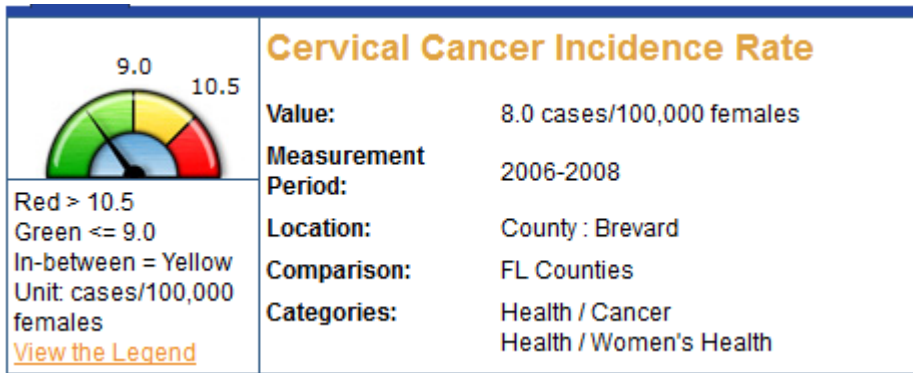 9.0
10.5
Red > 10.5
Green <= 9.0
In-between = Yellow
Unit: cases/100,000
females
View the Legend
Cervical Cancer Incidence Rate
Value: 8.0 cases/100,000 females
Measurement
Period: 2006-2008
Location: County : Brevard
Comparison: FL Counties
Categories: Health / Cancer
Health / Women's Health